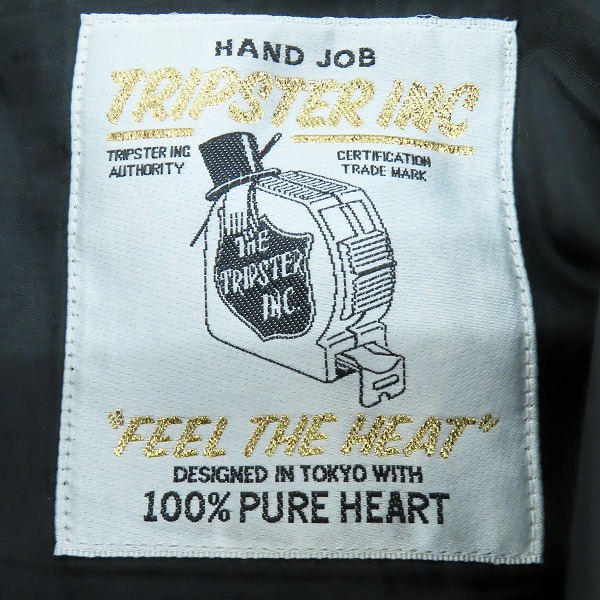 HAND JOB
TRIPSTER INC
TRIPSTER INC
AUTHORITY
CERTIFICATION
TRADE MARK
THE
TRIPSTER
INC
"FEEL THE HEAT"
DESIGNED IN TOKYO WITH
100% PURE HEART